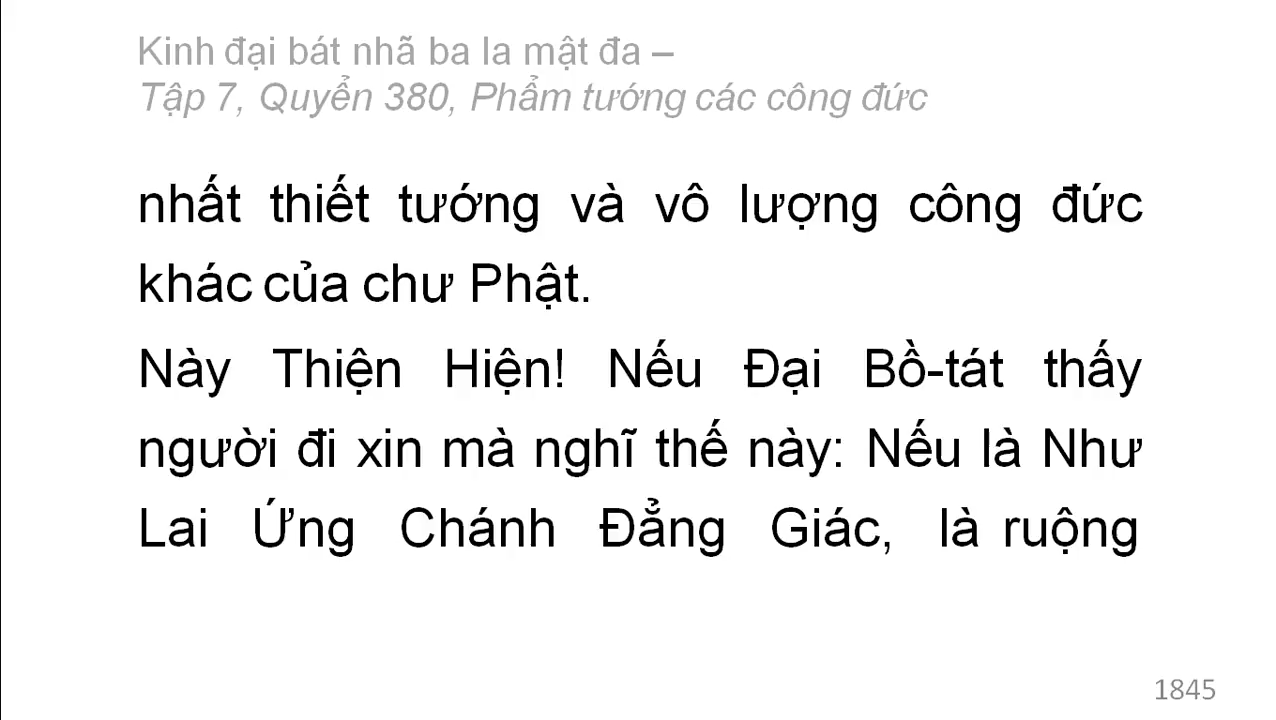 Kinh đại bát nhã ba la mật đa –
Tập 7, Quyển 380, Phẩm tướng các công đức
nhất thiết tướng và vô lượng công đức
khác của chư Phật.
Này Thiện Hiện! Nếu Đại Bồ-tát thấy
người đi xin mà nghĩ thế này: Nếu là Như
Lai Ứng Chánh Đẳng Giác, là ruộng
1845